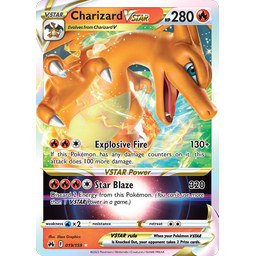 VSTAR Charizard VSTAR HP 280
Evolves from Charizard V
Explosive Fire 130+
If this Pokémon has any damage counters on it, this
attack does 100 more damage.
VSTAR Power
Star Blaze 320
Discard 2 Energy from this Pokémon. (You can't use more
than 1 VSTAR Power in a game.)
weakness ×2 resistance retreat
VSTAR rule When your Pokémon VSTAR
is Knocked Out, your opponent takes 2 Prize cards.
019/159